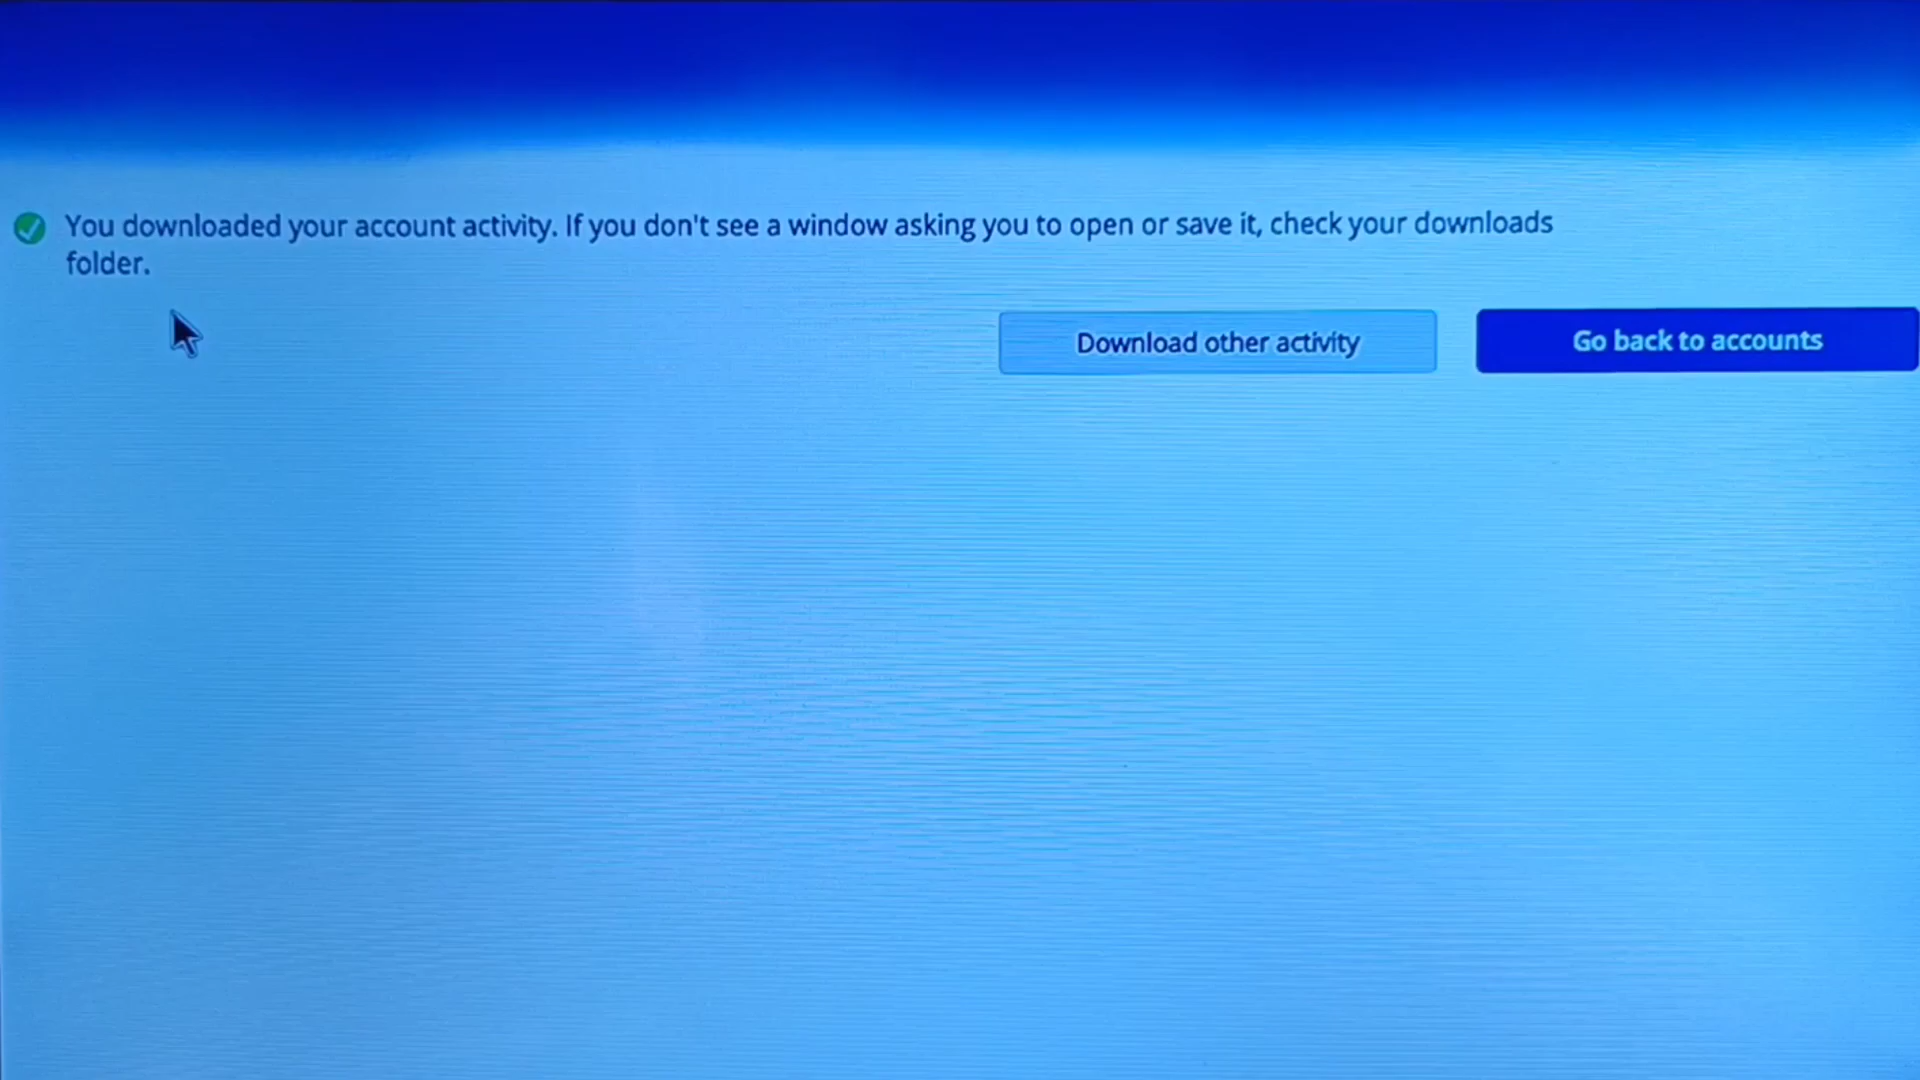 You downloaded your account activity. If you don't see a window asking you to open or save it, check your downloads
folder.
Download other activity
Go back to accounts